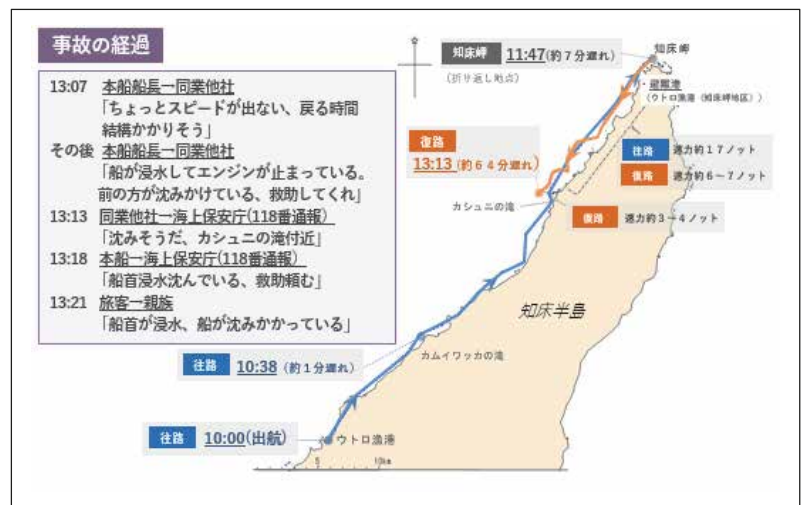 事故の経過
13:07 本船船長→同業他社
「ちょっとスピードが出ない、戻る時間
結構かかりそう」
その後 本船船長→同業他社
「船が浸水してエンジンが止まっている。
前の方が沈みかけている、救助してくれ」
13:13 同業他社→海上保安庁(118番通報)
「沈みそうだ、カシュニの滝付近」
13:18 本船→海上保安庁(118番通報)
「船首浸水沈んでいる、救助頼む」
13:21 旅客→親族
「船首が浸水、船が沈みかかっている」
知床岬 11:47(約7分遅れ)
(折り返し地点)
知床岬
避難港
(ウトロ漁港(知床岬地区))
復路
13:13(約64分遅れ)
往路 速力約17ノット
復路 速力約6~7ノット
カシュニの滝
復路 速力約3~4ノット
知床半島
カムイワッカの滝
往路 10:38 (約1分遅れ)
往路 10:00(出航)
ウトロ漁港
5 10km